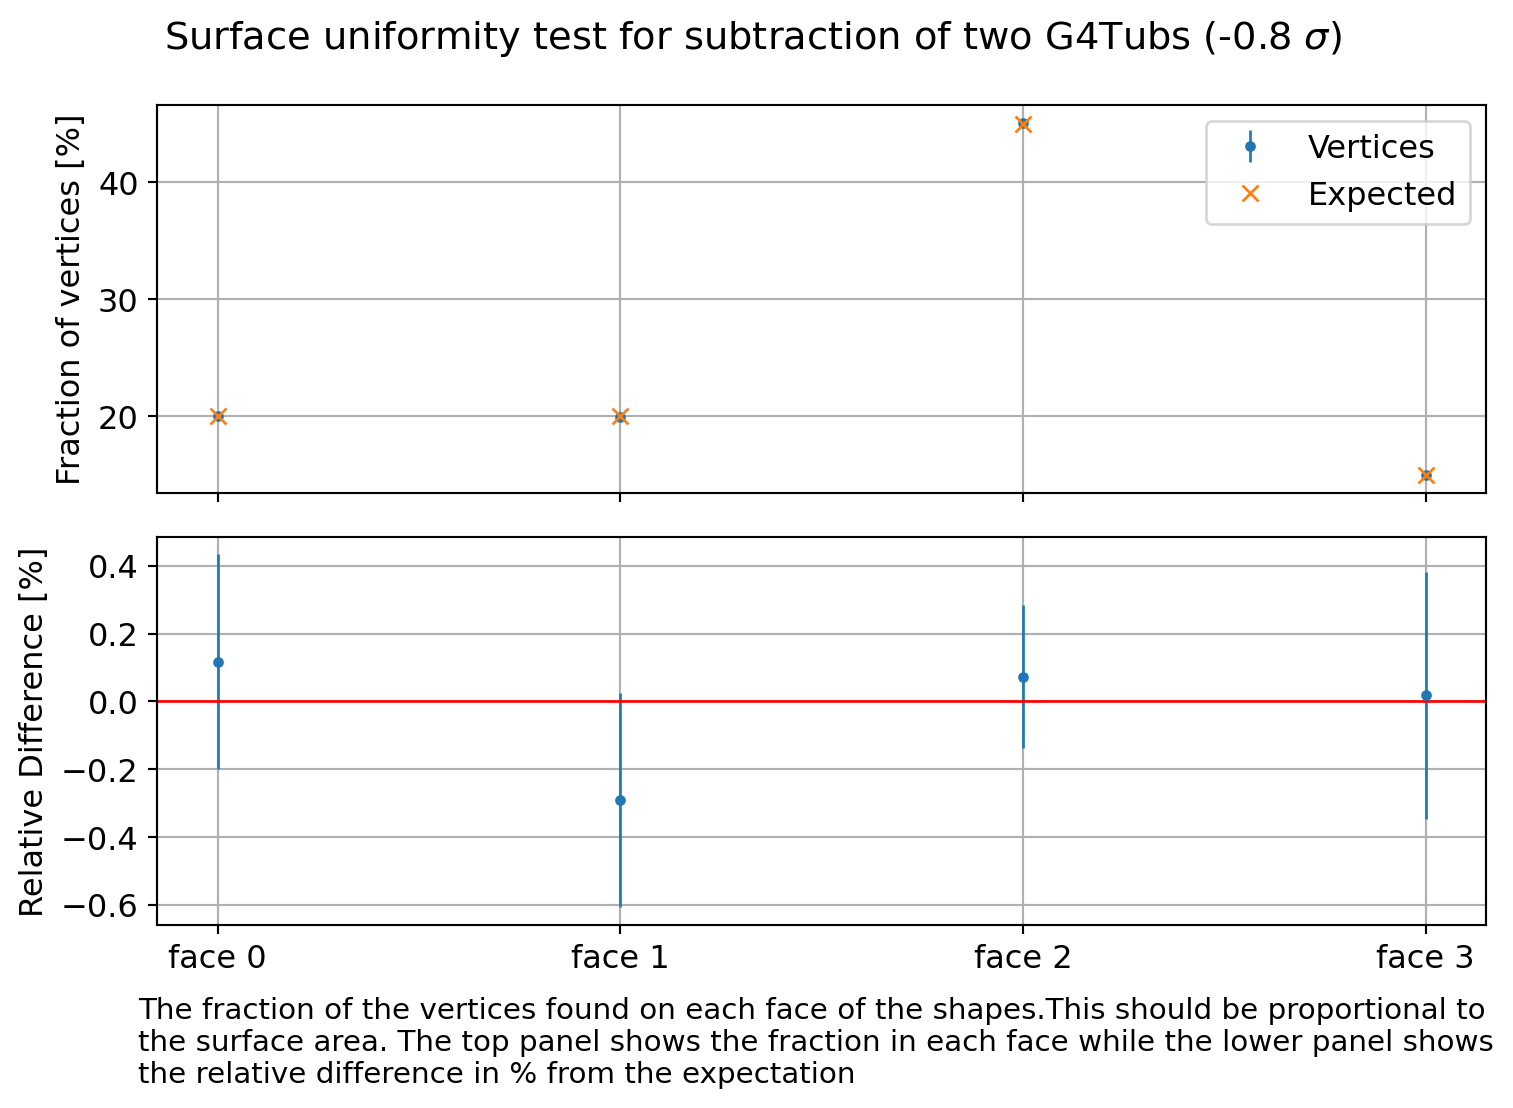 Surface uniformity test for subtraction of two G4Tubs (-0.8 σ)
Fraction of vertices [%]
40
30
20
Vertices
Expected
Relative Difference [%]
0.4
0.2
0.0
−0.2
−0.4
−0.6
face 0 face 1 face 2 face 3
The fraction of the vertices found on each face of the shapes.This should be proportional to
the surface area. The top panel shows the fraction in each face while the lower panel shows
the relative difference in % from the expectation